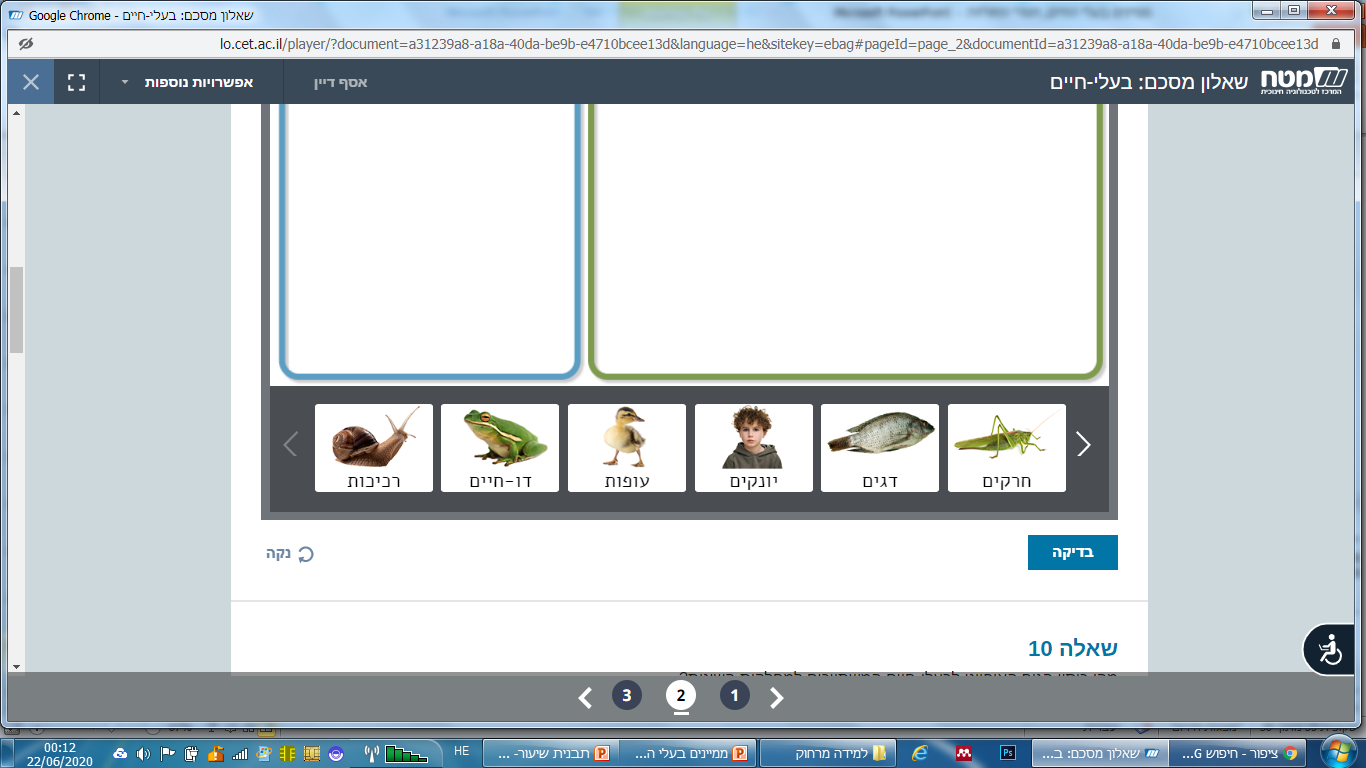 שאלון מסכם: בעלי-חיים - Google Chrome
lo.cet.ac.il/player/?document=a31239a8-a18a-40da-be9b-e4710bcee13d&language=he&sitekey=ebag#pageId=page_2&documentId=a31239a8-a18a-40da-be9b-e4710bcee13d
מטח
המרכז לטכנולוגיה חינוכית
שאלון מסכם: בעלי-חיים
אסף דיין
אפשרויות נוספות
חרקים
דגים
יונקים
עופות
דו-חיים
רכיכות
בדיקה
נקה
שאלה 10
1
2
3
ציפור - חיפוש G...
שאלון מסכם: ב...
Ps
למידה מרחוק
ממיינים בעלי ה...
תבנית שיעור- ...
HE
00:12
22/06/2020